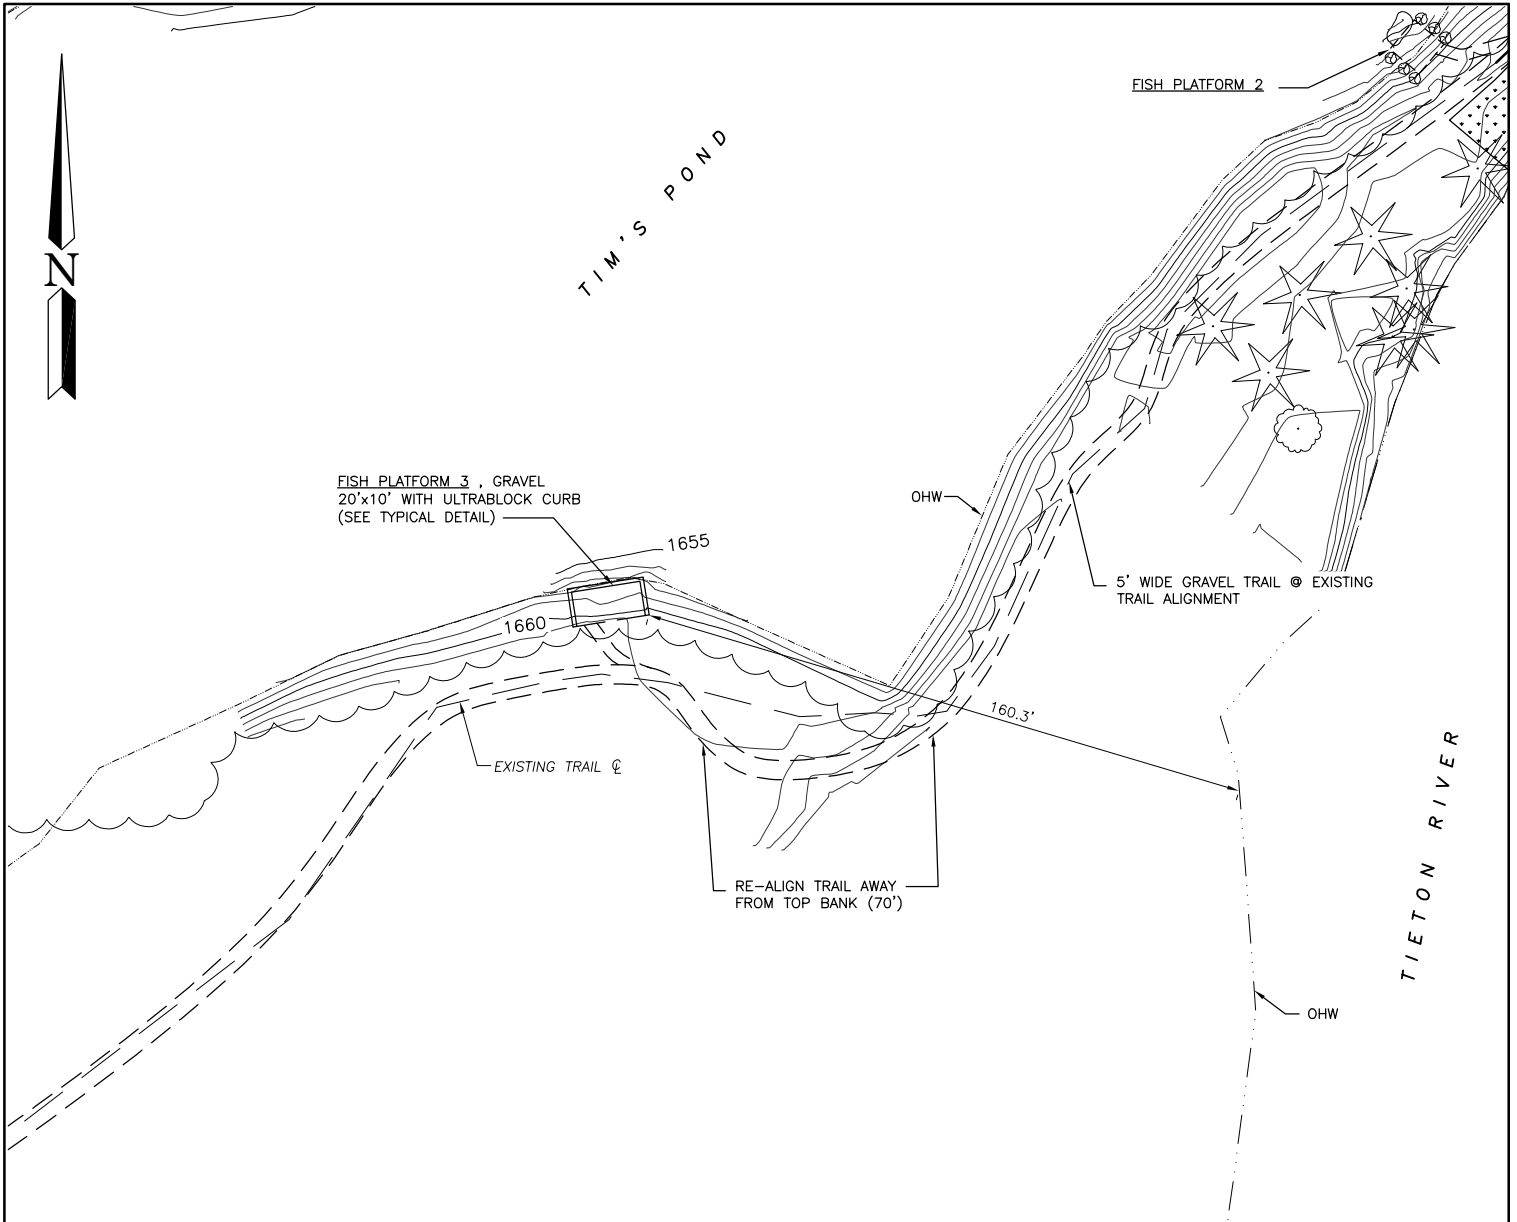 FISH PLATFORM 2
N
TIM'S POND
FISH PLATFORM 3 , GRAVEL
20'x10' WITH ULTRABLOCK CURB
(SEE TYPICAL DETAIL)
OHW
1655
5' WIDE GRAVEL TRAIL @ EXISTING
TRAIL ALIGNMENT
1660
160.3'
EXISTING TRAIL ℄
TIETON RIVER
RE-ALIGN TRAIL AWAY
FROM TOP BANK (70')
OHW